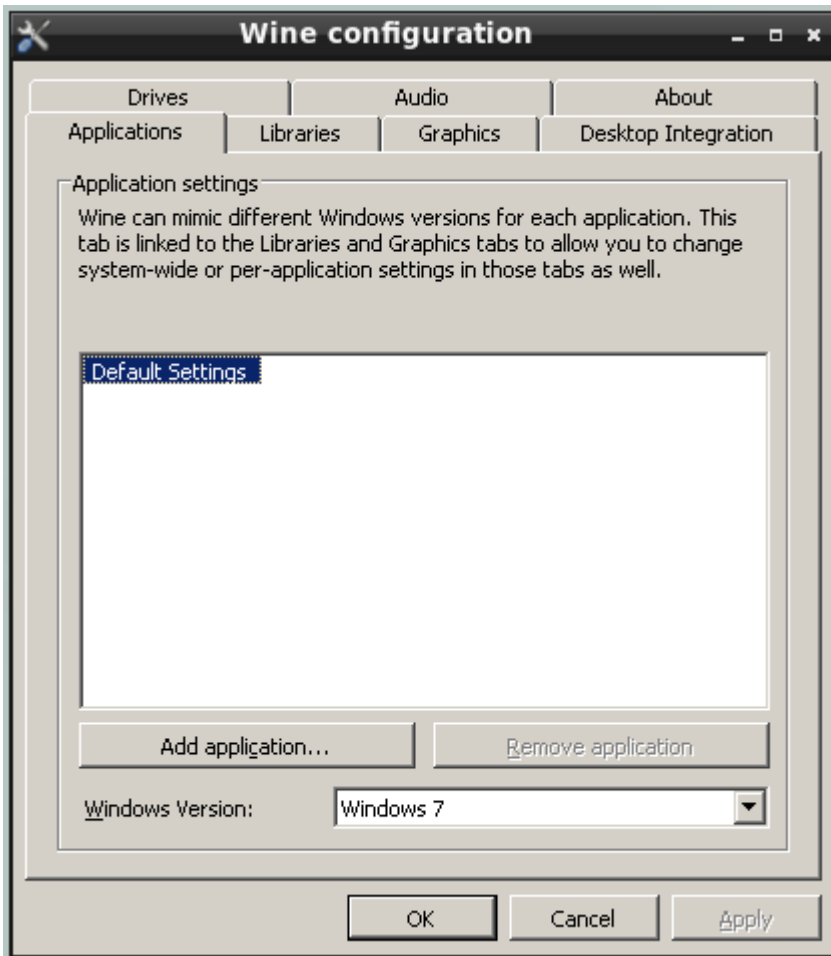 Wine configuration
Drives
Audio
About
Applications
Libraries
Graphics
Desktop Integration
Application settings
Wine can mimic different Windows versions for each application. This
tab is linked to the Libraries and Graphics tabs to allow you to change
system-wide or per-application settings in those tabs as well.
Default Settings
Add application...
Remove application
Windows Version:
Windows 7
OK
Cancel
Apply